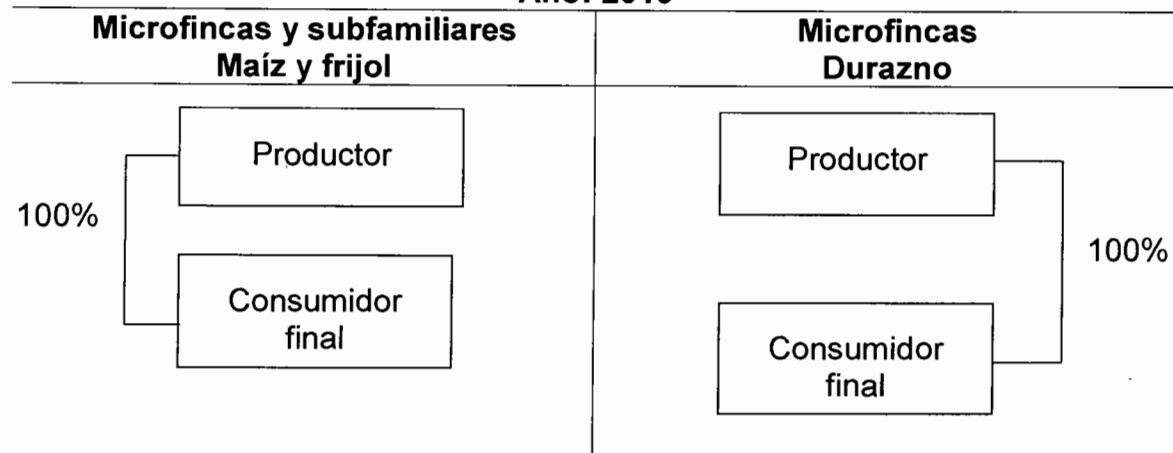 Microfincas y subfamiliares
Maíz y frijol
Microfincas
Durazno
Productor
100%
Consumidor
final
Productor
100%
Consumidor
final